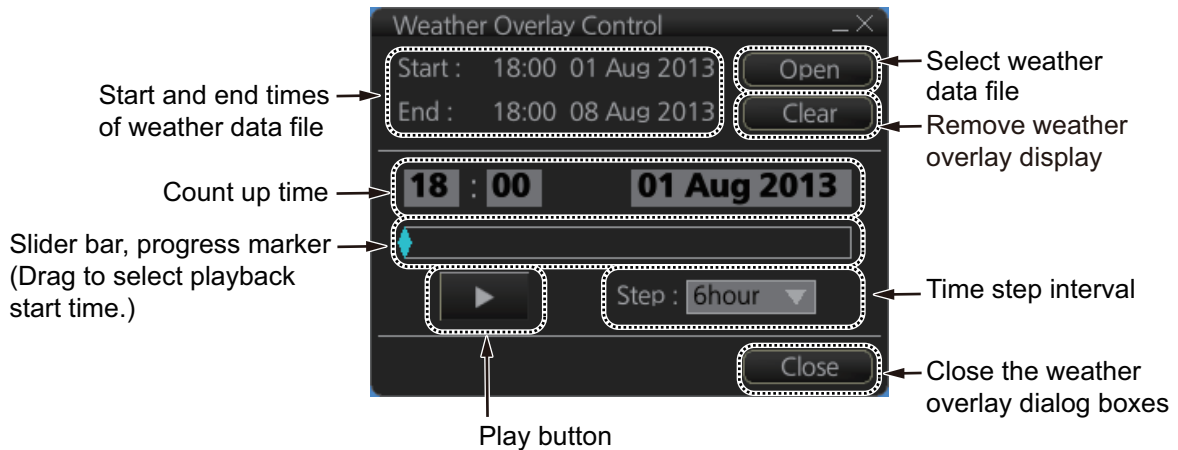 Weather Overlay Control
Start : 18:00 01 Aug 2013
End : 18:00 08 Aug 2013
Open
Clear
Select weather
data file
Remove weather
overlay display
Start and end times
of weather data file
Count up time
18 : 00 01 Aug 2013
Slider bar, progress marker
(Drag to select playback
start time.)
Step : 6hour
Time step interval
Close
Close the weather
overlay dialog boxes
Play button